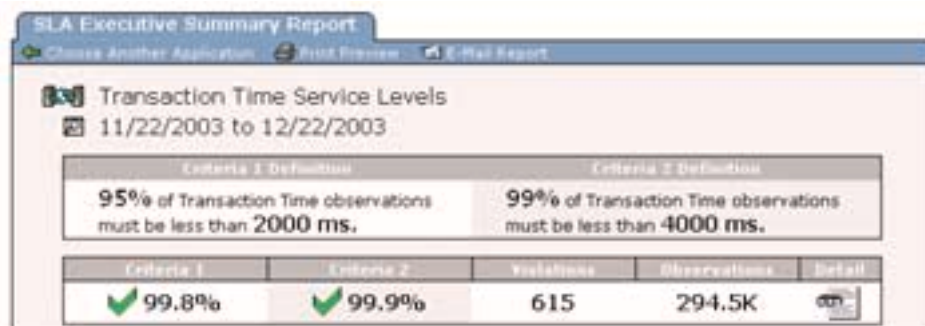 SLA Executive Summary Report
Choose Another Application Print Preview E-Mail Report
Transaction Time Service Levels
11/22/2003 to 12/22/2003
Criteria 1 Definition Criteria 2 Definition
95% of Transaction Time observations 99% of Transaction Time observations
must be less than 2000 ms. must be less than 4000 ms.
Criteria 1 Criteria 2 Violations Observations Detail
99.8% 99.9% 615 294.5K